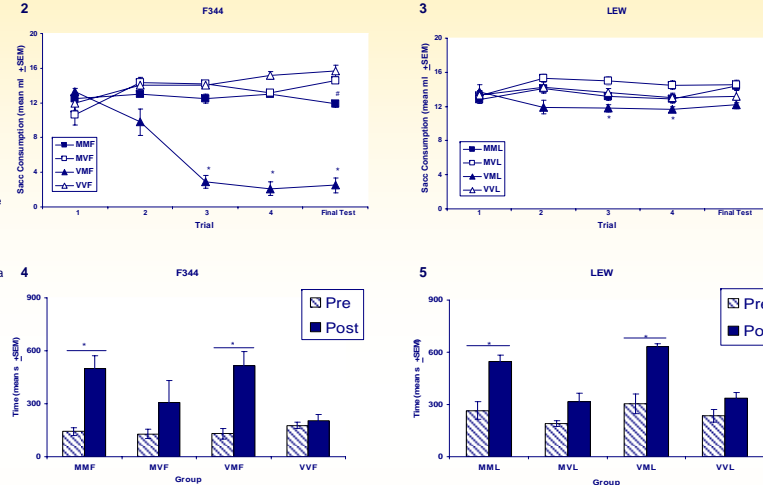 2
F344
Sacc Consumption (mean ml +SEM)
20
16
12
8
4
0
MMF
MVF
VMF
VVF
#
*
*
*
1
2
3
4
Final Test
Trial
3
LEW
Sacc Consumption (mean ml +SEM)
20
16
12
8
4
0
MML
MVL
VML
VVL
*
*
1
2
3
4
Final Test
Trial
e
a
4
F344
Time (mean s +SEM)
900
600
300
0
Pre
Post
*
*
MMF
MVF
VMF
VVF
Group
5
LEW
Time (mean s +SEM)
900
600
300
0
Pre
Po
*
*
MML
MVL
VML
VVL
Group